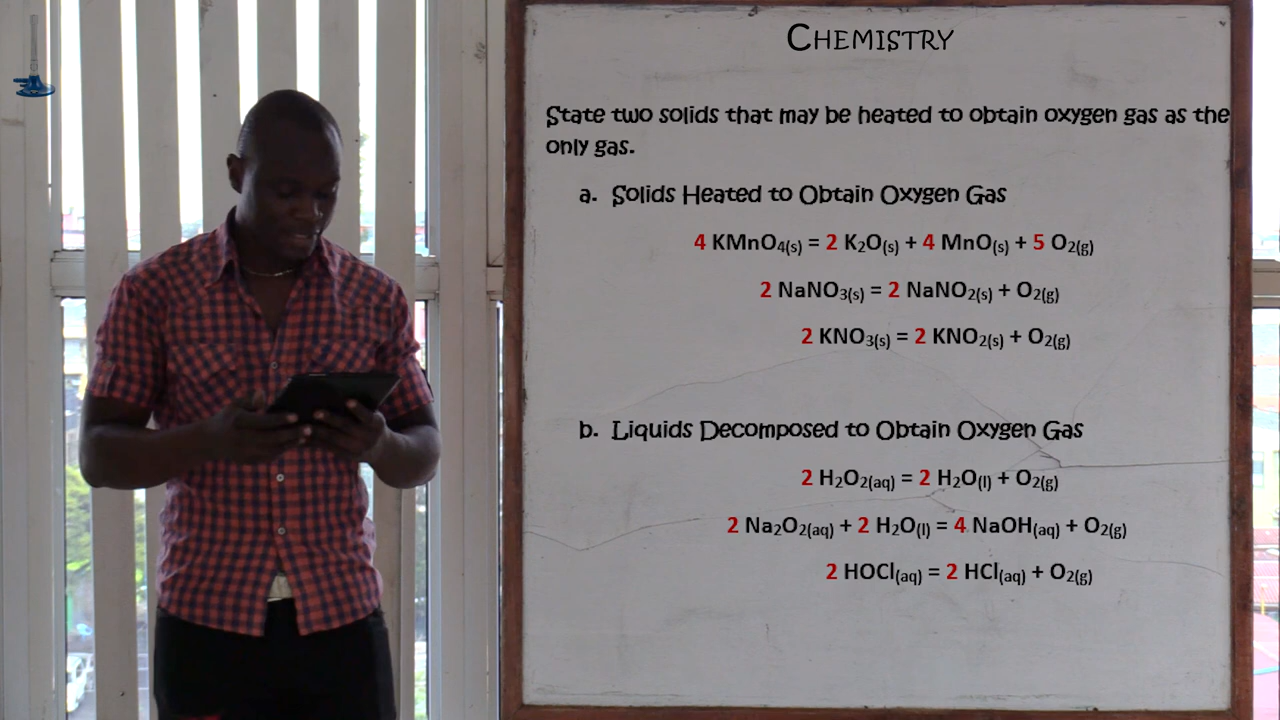 CHEMISTRY
State two solids that may be heated to obtain oxygen gas as the
only gas.
a. Solids Heated to Obtain Oxygen Gas
4 KMnO₄₍ₛ₎ = 2 K₂O₍ₛ₎ + 4 MnO₍ₛ₎ + 5 O₂₍g₎
2 NaNO₃₍ₛ₎ = 2 NaNO₂₍ₛ₎ + O₂₍g₎
2 KNO₃₍ₛ₎ = 2 KNO₂₍ₛ₎ + O₂₍g₎
b. Liquids Decomposed to Obtain Oxygen Gas
2 H₂O₂₍aq₎ = 2 H₂O₍l₎ + O₂₍g₎
2 Na₂O₂₍aq₎ + 2 H₂O₍l₎ = 4 NaOH₍aq₎ + O₂₍g₎
2 HOCl₍aq₎ = 2 HCl₍aq₎ + O₂₍g₎